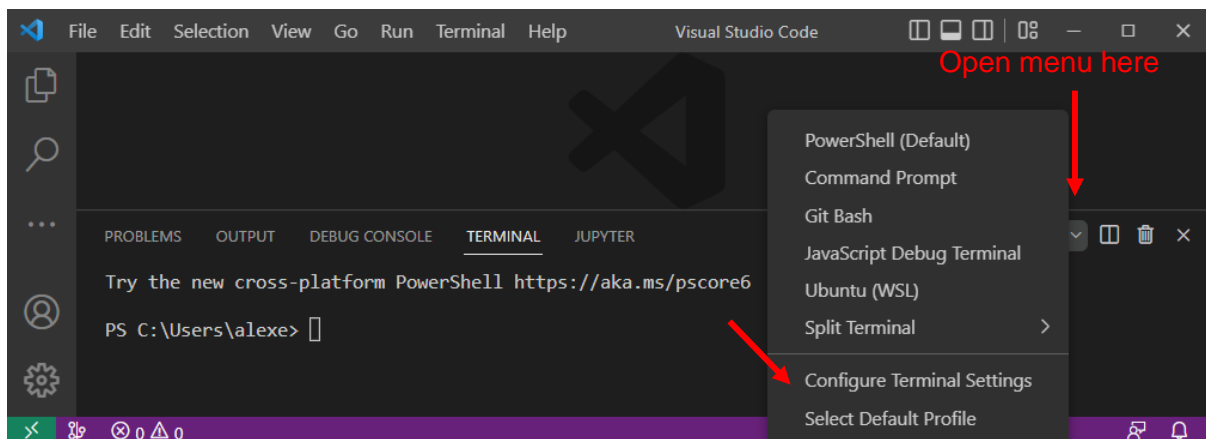 File Edit Selection View Go Run Terminal Help Visual Studio Code
Open menu here
PowerShell (Default)
Command Prompt
Git Bash
JavaScript Debug Terminal
Ubuntu (WSL)
Split Terminal
Configure Terminal Settings
Select Default Profile
PROBLEMS OUTPUT DEBUG CONSOLE TERMINAL JUPYTER
Try the new cross-platform PowerShell https://aka.ms/pscore6
PS C:\Users\alexe>
0 0